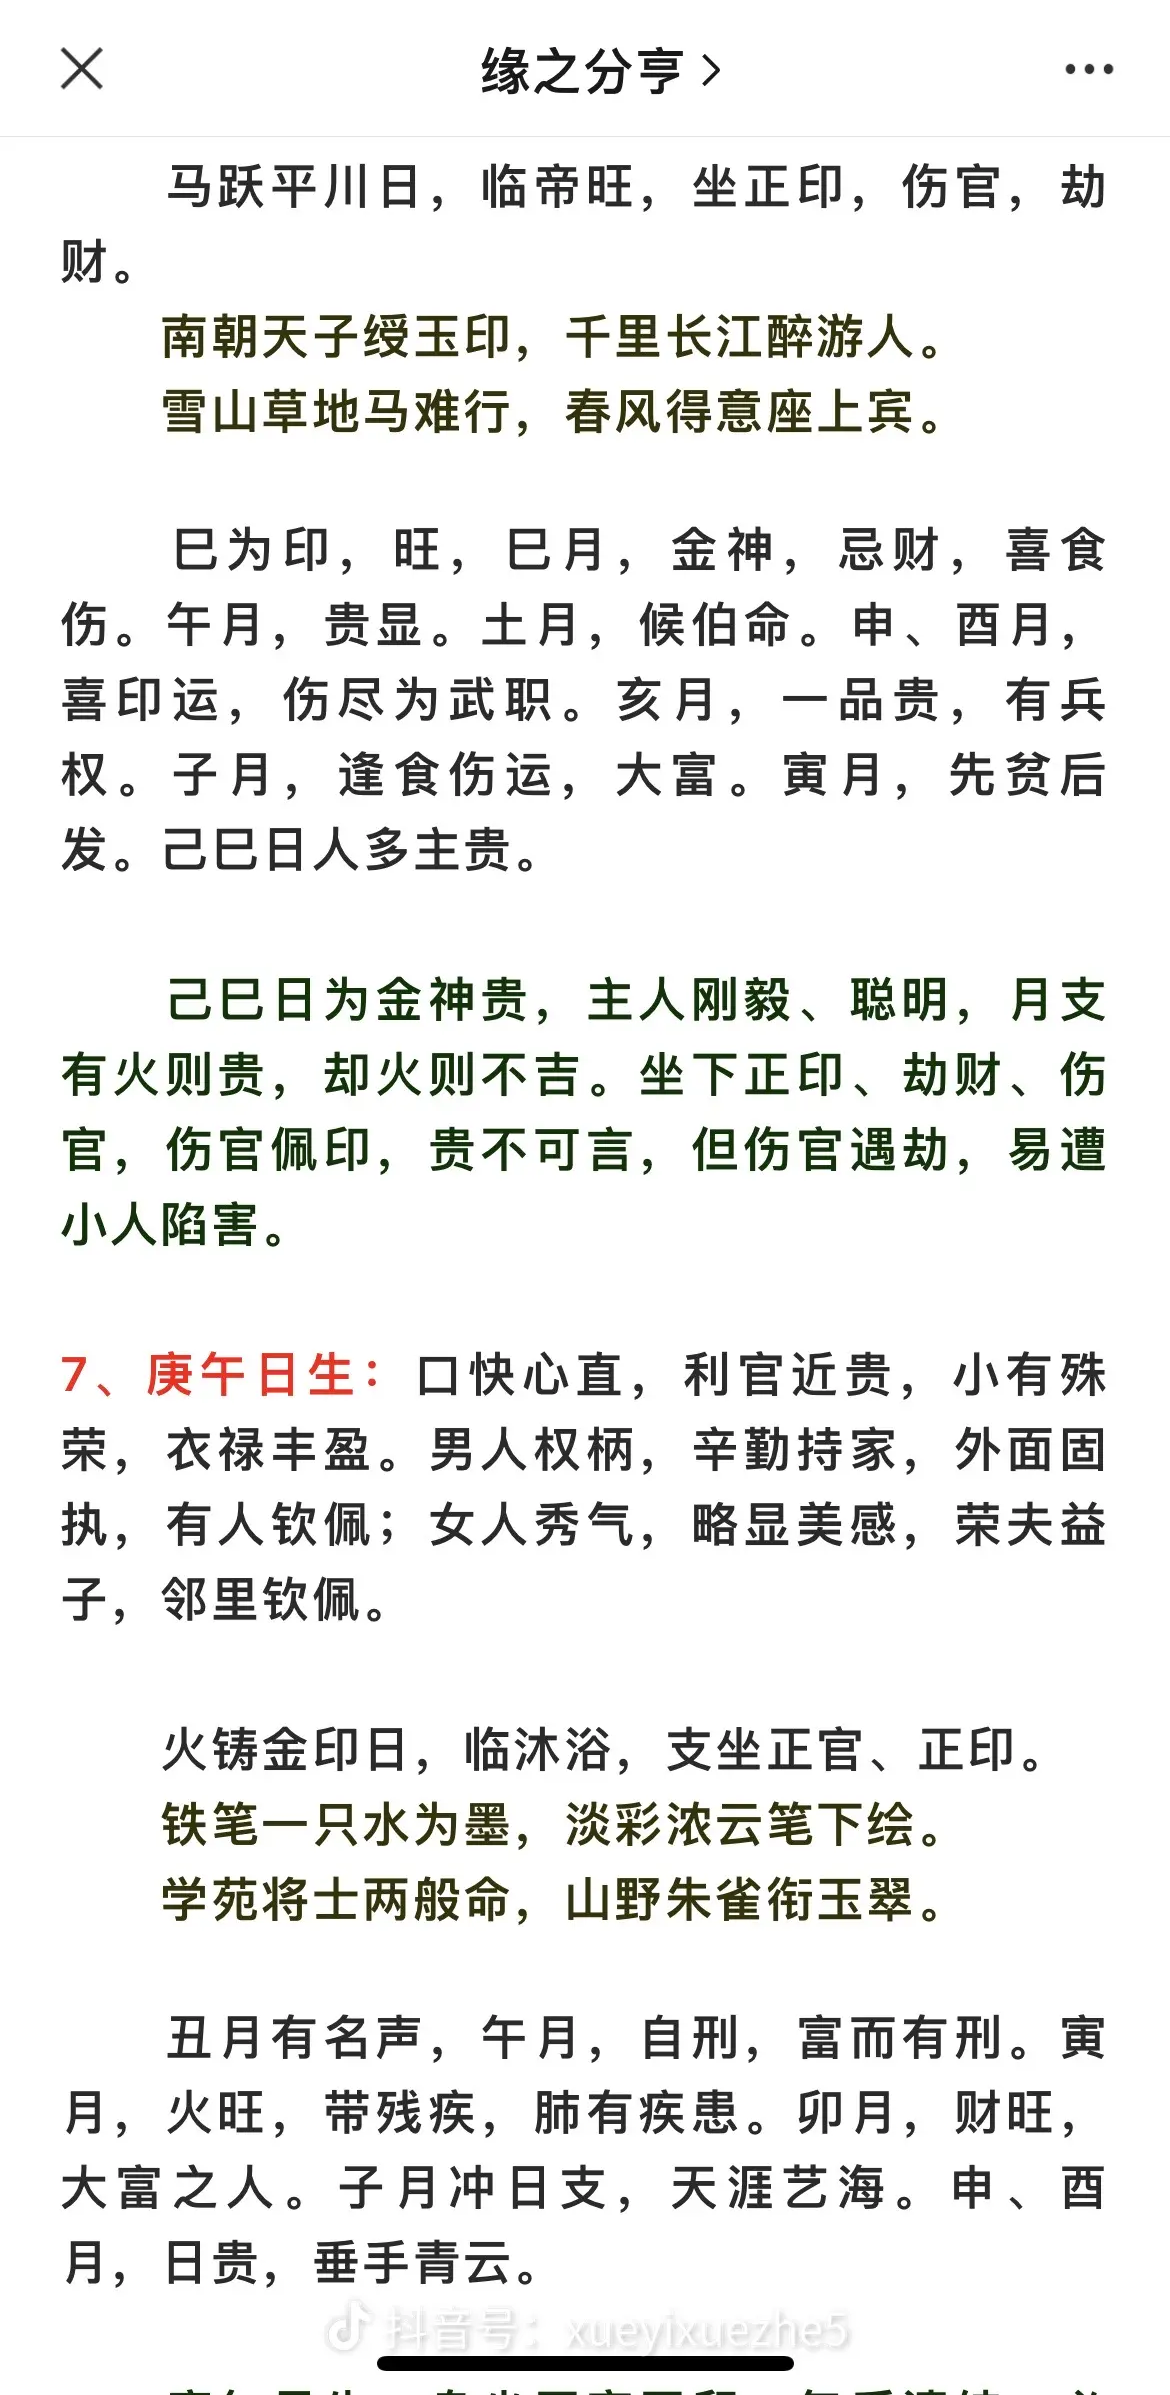 缘之分亨
马跃平川日，临帝旺，坐正印，伤官，劫
财。
南朝天子绶玉印，千里长江醉游人。
雪山草地马难行，春风得意座上宾。
巳为印，旺，巳月，金神，忌财，喜食
伤。午月，贵显。土月，候伯命。申、酉月，
喜印运，伤尽为武职。亥月，一品贵，有兵
权。子月，逢食伤运，大富。寅月，先贫后
发。己巳日人多主贵。
己巳日为金神贵，主人刚毅、聪明，月支
有火则贵，却火则不吉。坐下正印、劫财、伤
官，伤官佩印，贵不可言，但伤官遇劫，易遭
小人陷害。
7、庚午日生：口快心直，利官近贵，小有殊
荣，衣禄丰盈。男人权柄，辛勤持家，外面固
执，有人钦佩；女人秀气，略显美感，荣夫益
子，邻里钦佩。
火铸金印日，临沐浴，支坐正官、正印。
铁笔一只水为墨，淡彩浓云笔下绘。
学苑将士两般命，山野朱雀衔玉翠。
丑月有名声，午月，自刑，富而有刑。寅
月，火旺，带残疾，肺有疾患。卯月，财旺，
大富之人。子月冲日支，天涯艺海。申、酉
月，日贵，垂手青云。
抖音号：xueyixuezhe5